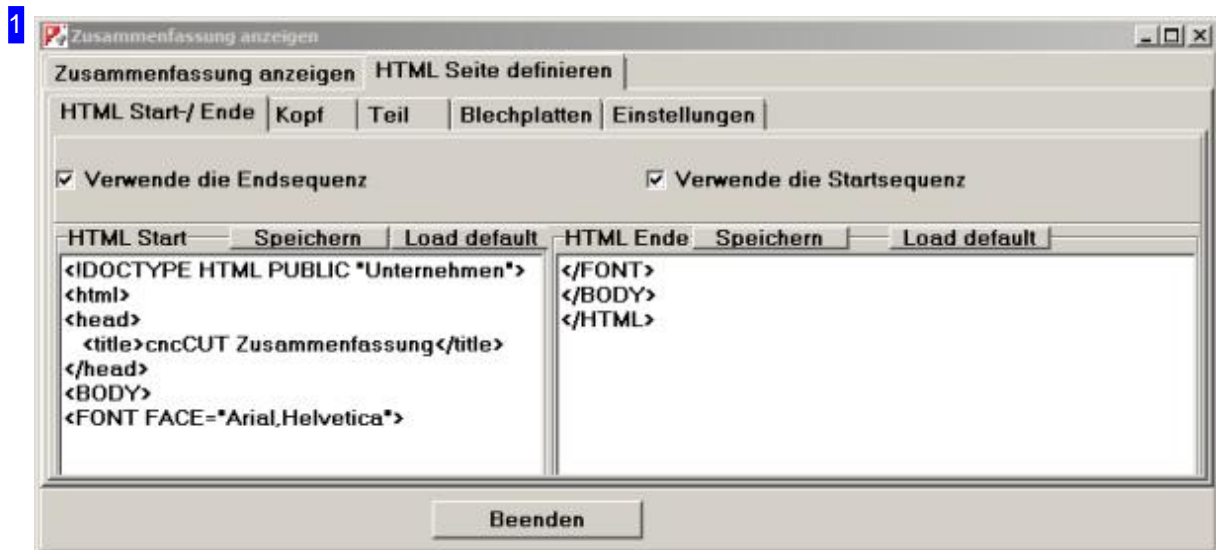 1
Zusammenfassung anzeigen
Zusammenfassung anzeigen HTML Seite definieren
HTML Start-/ Ende Kopf Teil Blechplatten Einstellungen
Verwende die Endsequenz Verwende die Startsequenz
HTML Start Speichern Load default HTML Ende Speichern Load default
<!DOCTYPE HTML PUBLIC "Unternehmen">
<html>
<head>
<title>cncCUT Zusammenfassung</title>
</head>
<BODY>
<FONT FACE="Arial,Helvetica">
</FONT>
</BODY>
</HTML>
Beenden